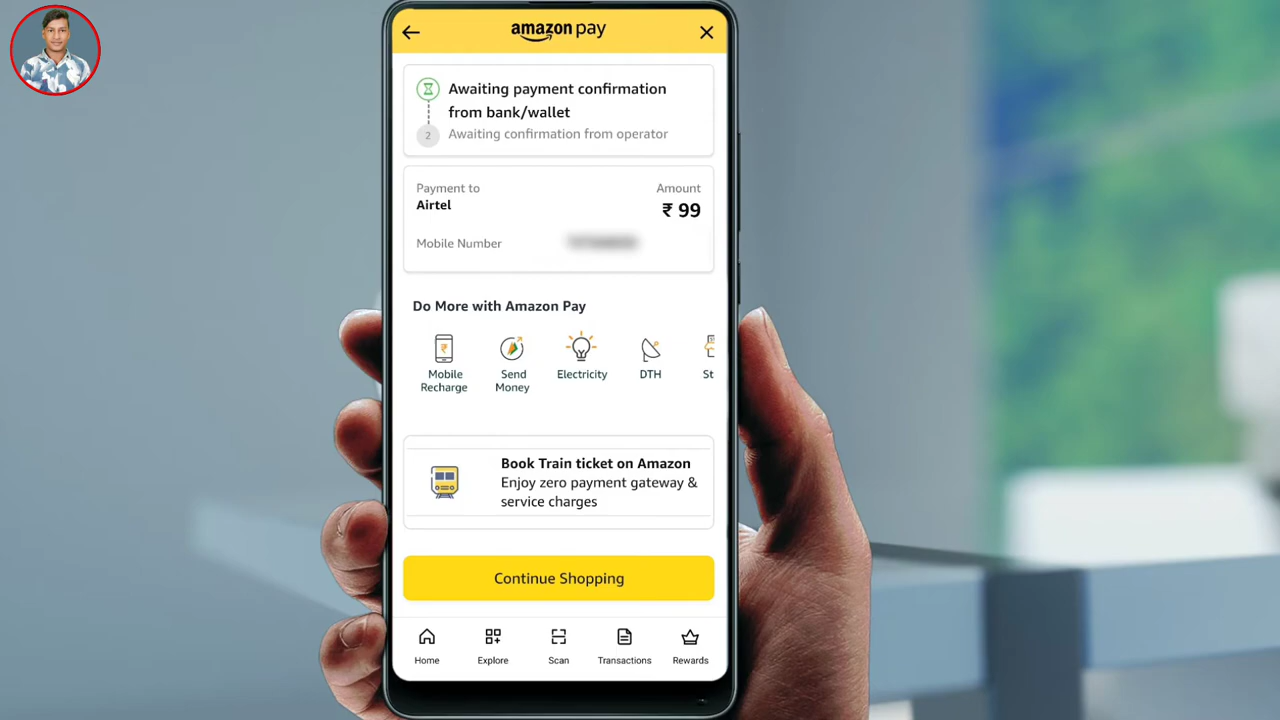 amazon pay
Awaiting payment confirmation
from bank/wallet
2
Awaiting confirmation from operator
Payment to
Amount
Airtel
₹ 99
Mobile Number
Do More with Amazon Pay
Mobile
Recharge
Send
Money
Electricity
DTH
St
Book Train ticket on Amazon
Enjoy zero payment gateway &
service charges
Continue Shopping
Home
Explore
Scan
Transactions
Rewards